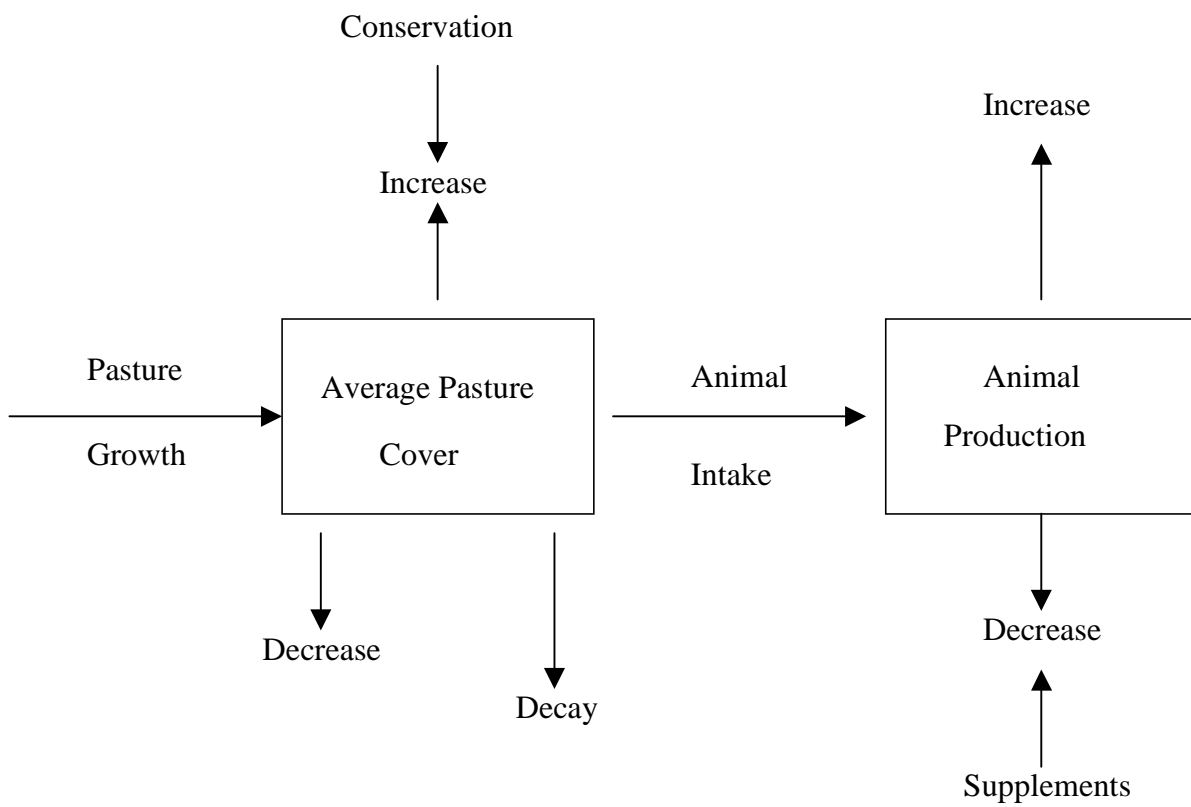 Conservation
Increase
Increase
Pasture
Growth
Average Pasture
Cover
Animal
Intake
Animal
Production
Decrease
Decay
Decrease
Supplements